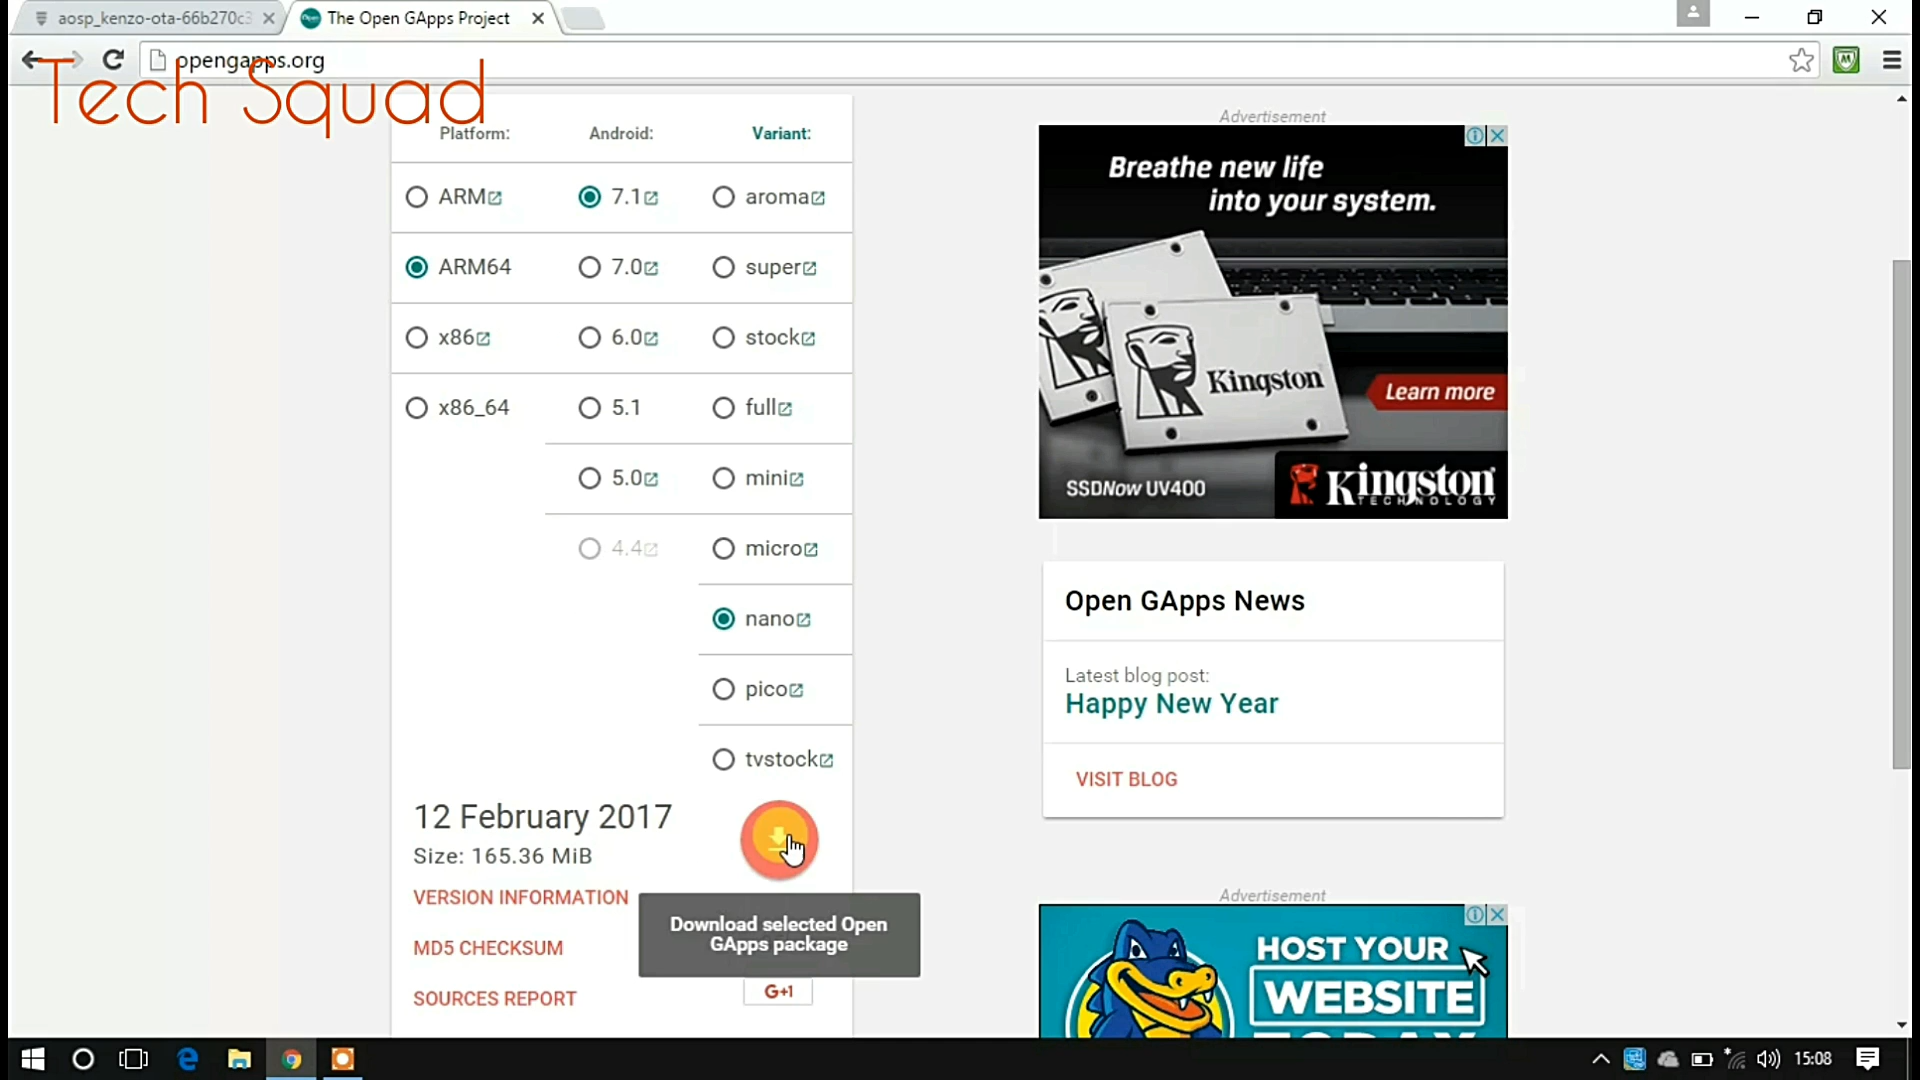 aosp_kenzo-ota-66b270c3
The Open GApps Project
opengapps.org
Tech Squad
Platform:
Android:
Variant:
ARM
7.1
aroma
ARM64
7.0
super
x86
6.0
stock
x86_64
5.1
full
5.0
mini
4.4
micro
nano
pico
tvstock
12 February 2017
Size: 165.36 MiB
VERSION INFORMATION
MD5 CHECKSUM
SOURCES REPORT
Download selected Open
GApps package
G+1
Advertisement
Breathe new life
into your system.
Kingston
Learn more
SSDNow UV400
Kingston
TECHNOLOGY
Open GApps News
Latest blog post:
Happy New Year
VISIT BLOG
Advertisement
HOST YOUR
WEBSITE
TODAY
15:08